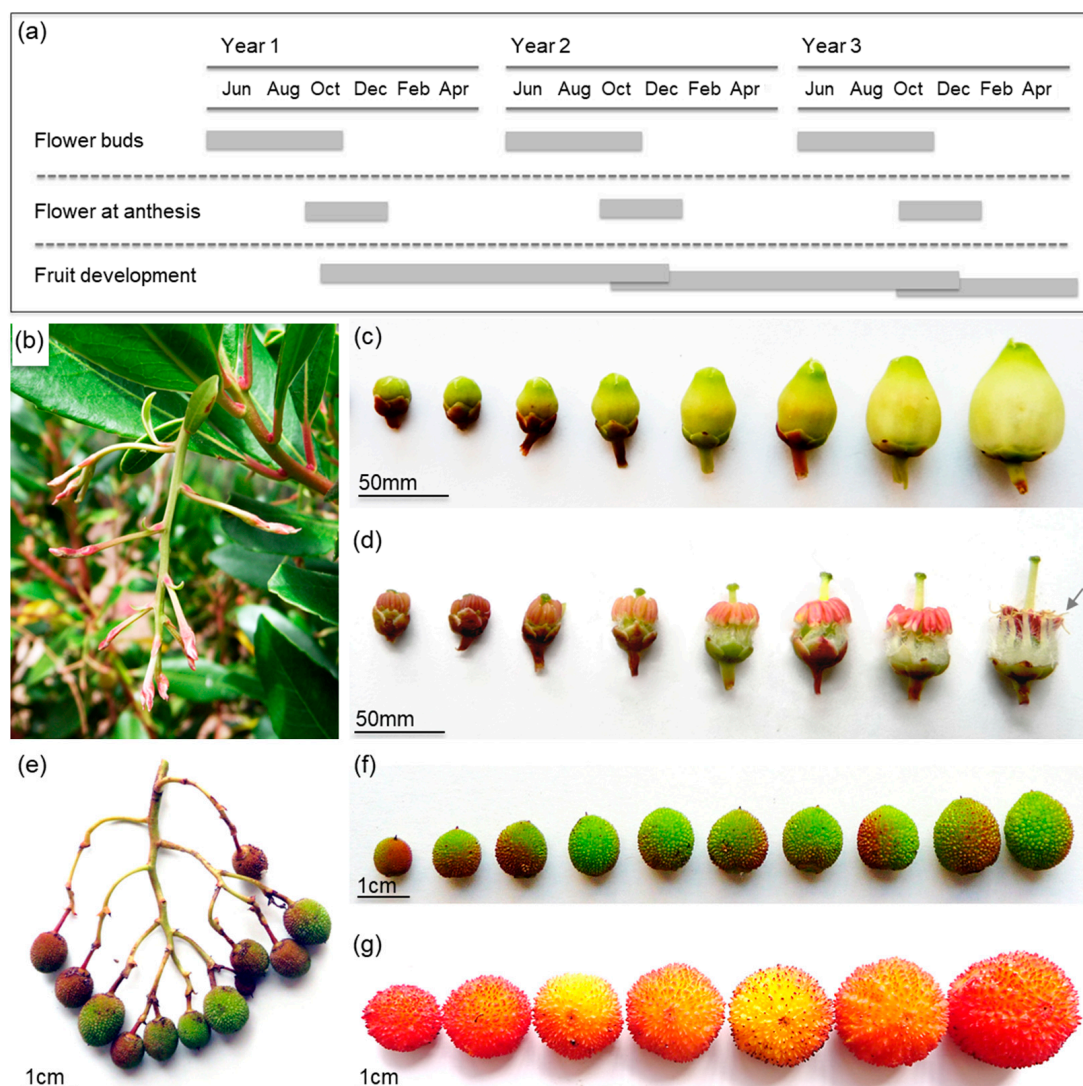 (a)
Year 1 Year 2 Year 3
Jun Aug Oct Dec Feb Apr Jun Aug Oct Dec Feb Apr Jun Aug Oct Dec Feb Apr
Flower buds
Flower at anthesis
Fruit development
(b)
(c)
50mm
(d)
50mm
(e)
1cm
(f)
1cm
(g)
1cm